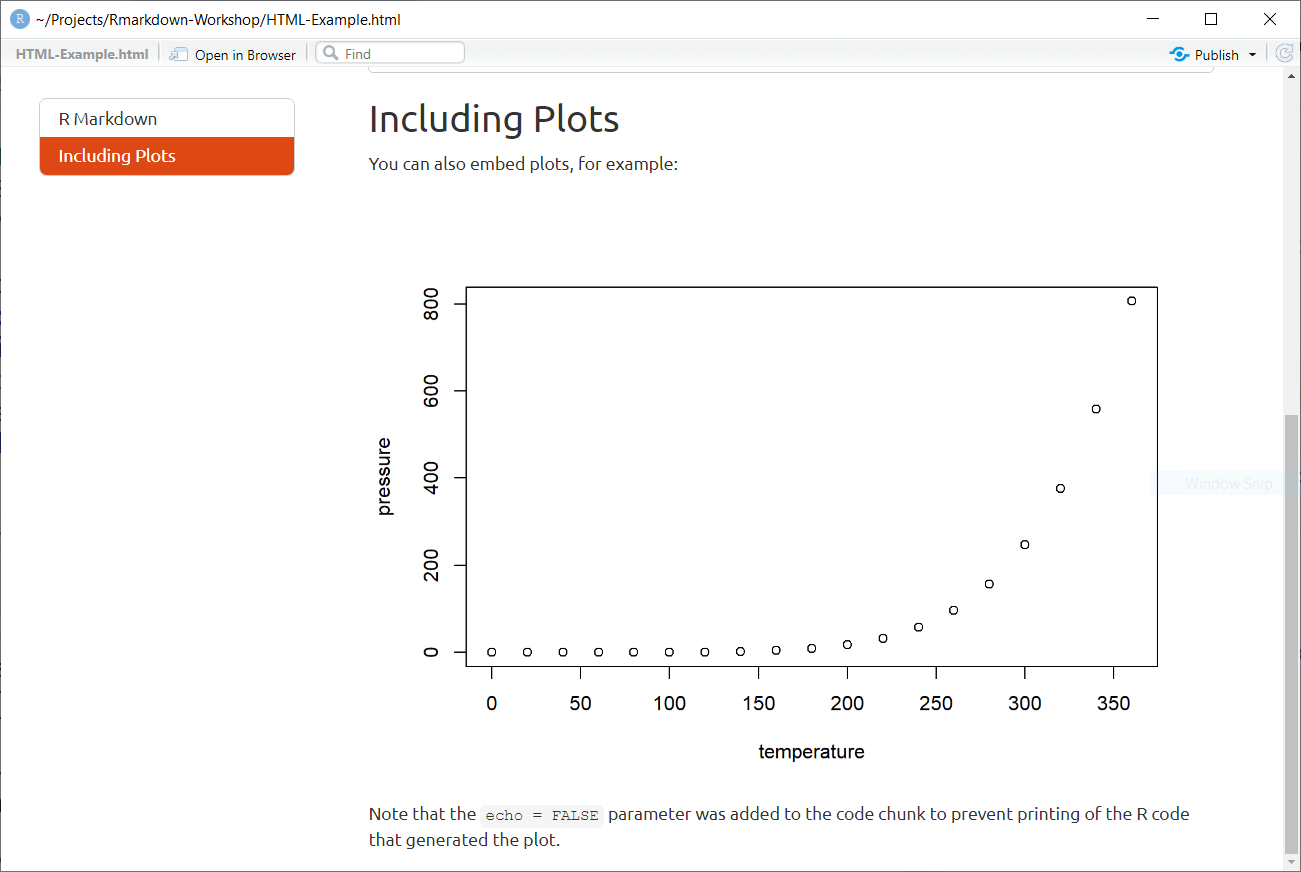 R ~/Projects/Rmarkdown-Workshop/HTML-Example.html
HTML-Example.html Open in Browser Find Publish
R Markdown
Including Plots
Including Plots
You can also embed plots, for example:
800
600
400
200
0
pressure
0 50 100 150 200 250 300 350
temperature
Window Snip
Note that the echo = FALSE parameter was added to the code chunk to prevent printing of the R code
that generated the plot.